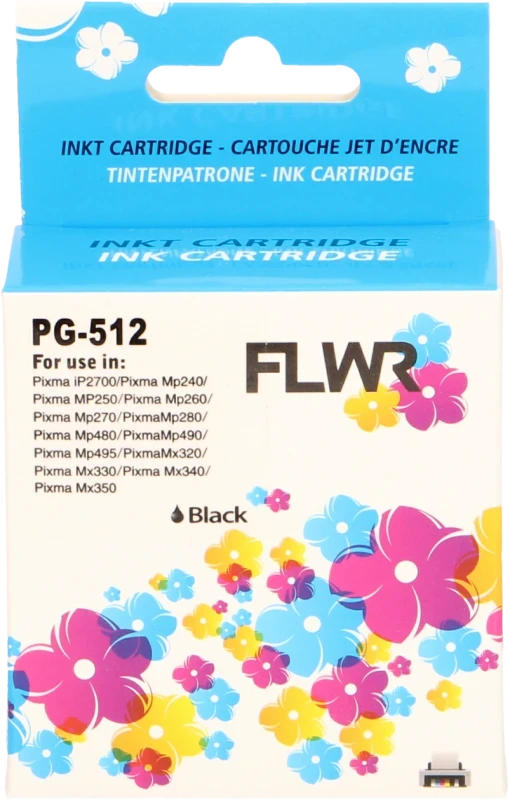 INKT CARTRIDGE - CARTOUCHE JET D'ENCRE
TINTENPATRONE - INK CARTRIDGE
INKT CARTRIDGE
INK CARTRIDGE
PG-512
For use in:
FLWR
Pixma iP2700/Pixma Mp240/
Pixma MP250/Pixma Mp260/
Pixma Mp270/PixmaMp280/
Pixma Mp480/PixmaMp490/
Pixma Mp495/PixmaMx320/
Pixma Mx330/Pixma Mx340/
Pixma Mx350
Black